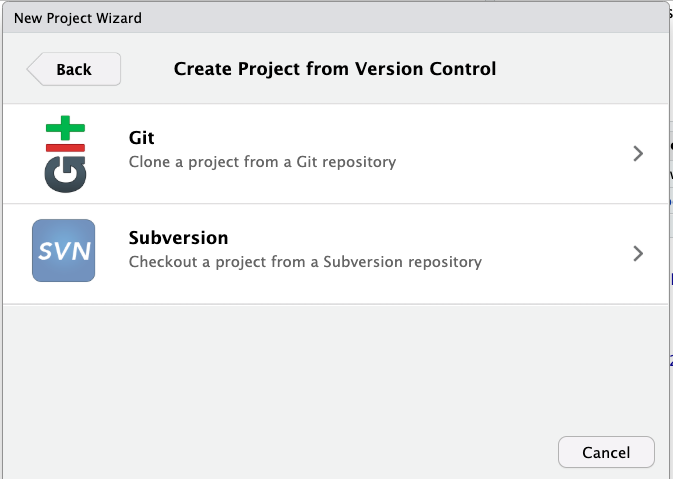 New Project Wizard
Back
Create Project from Version Control
Git
Git
Clone a project from a Git repository
SVN
Subversion
Checkout a project from a Subversion repository
Cancel